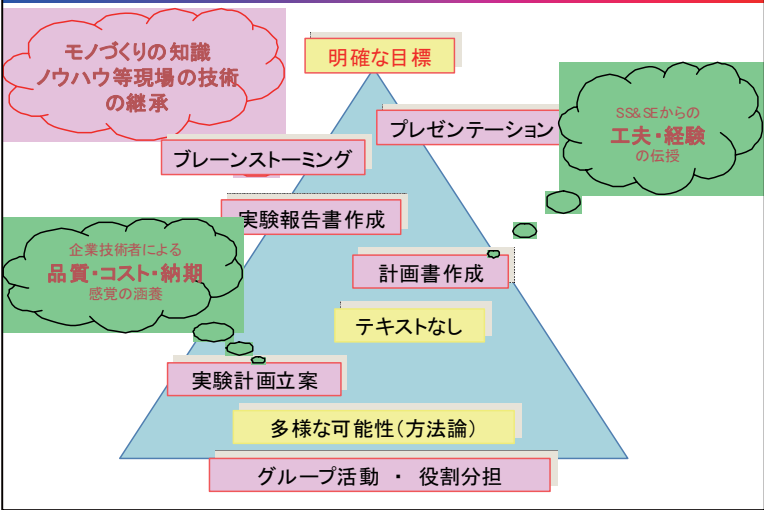 モノづくりの知識
ノウハウ等現場の技術
の継承
明確な目標
プレゼンテーション
SS&SEからの
工夫・経験
の伝授
ブレーンストーミング
実験報告書作成
企業技術者による
品質・コスト・納期
感覚の涵養
計画書作成
テキストなし
実験計画立案
多様な可能性(方法論)
グループ活動 ・ 役割分担